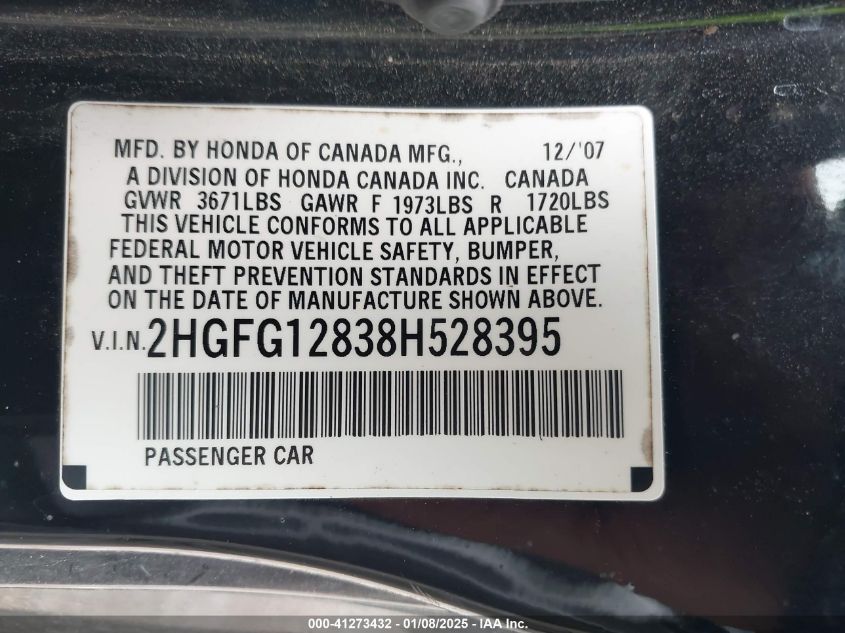 MFD. BY HONDA OF CANADA MFG., 12/'07
A DIVISION OF HONDA CANADA INC. CANADA
GVWR 3671LBS GAWR F 1973LBS R 1720LBS
THIS VEHICLE CONFORMS TO ALL APPLICABLE
FEDERAL MOTOR VEHICLE SAFETY, BUMPER,
AND THEFT PREVENTION STANDARDS IN EFFECT
ON THE DATE OF MANUFACTURE SHOWN ABOVE.
V.I.N. 2HGFG12838H528395
PASSENGER CAR
000-41273432 - 01/08/2025 - IAA Inc.